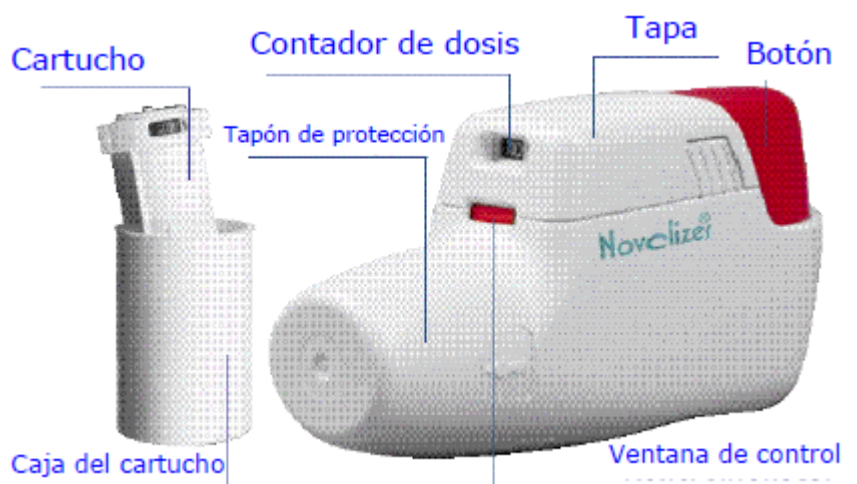 Cartucho
Contador de dosis
Tapa
Botón
Tapón de protección
Novolizer®
Caja del cartucho
Ventana de control